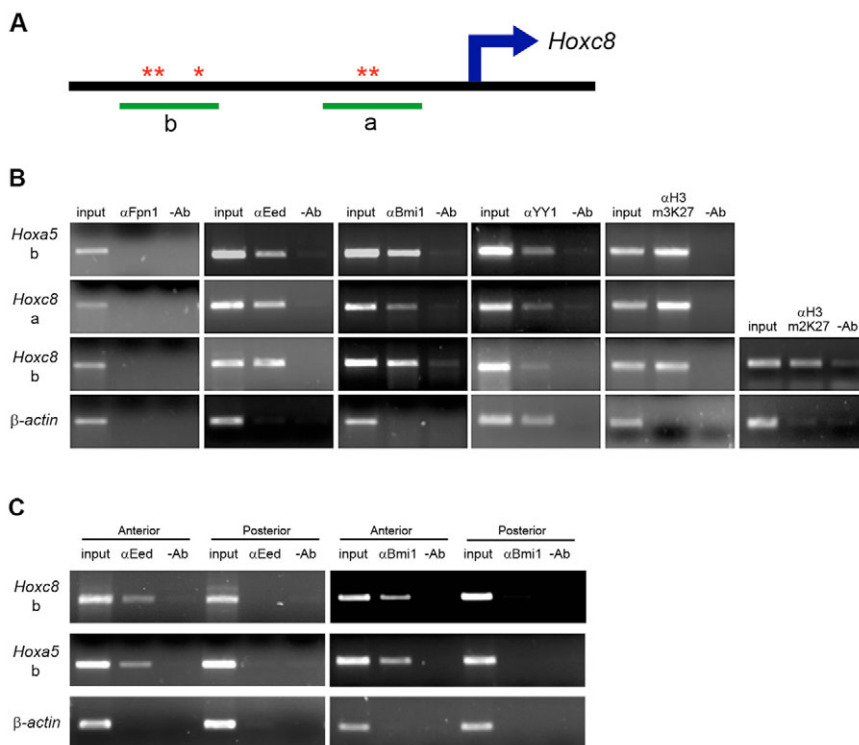 A
Hoxc8
** * **
b a
B
αH3
input αFpn1 -Ab input αEed -Ab input αBmi1 -Ab input αYY1 -Ab input m3K27 -Ab
Hoxa5
b
Hoxc8
a
αH3
input m2K27 -Ab
Hoxc8
b
β-actin
C
Anterior Posterior Anterior Posterior
input αEed -Ab input αEed -Ab input αBmi1 -Ab input αBmi1 -Ab
Hoxc8
b
Hoxa5
b
β-actin